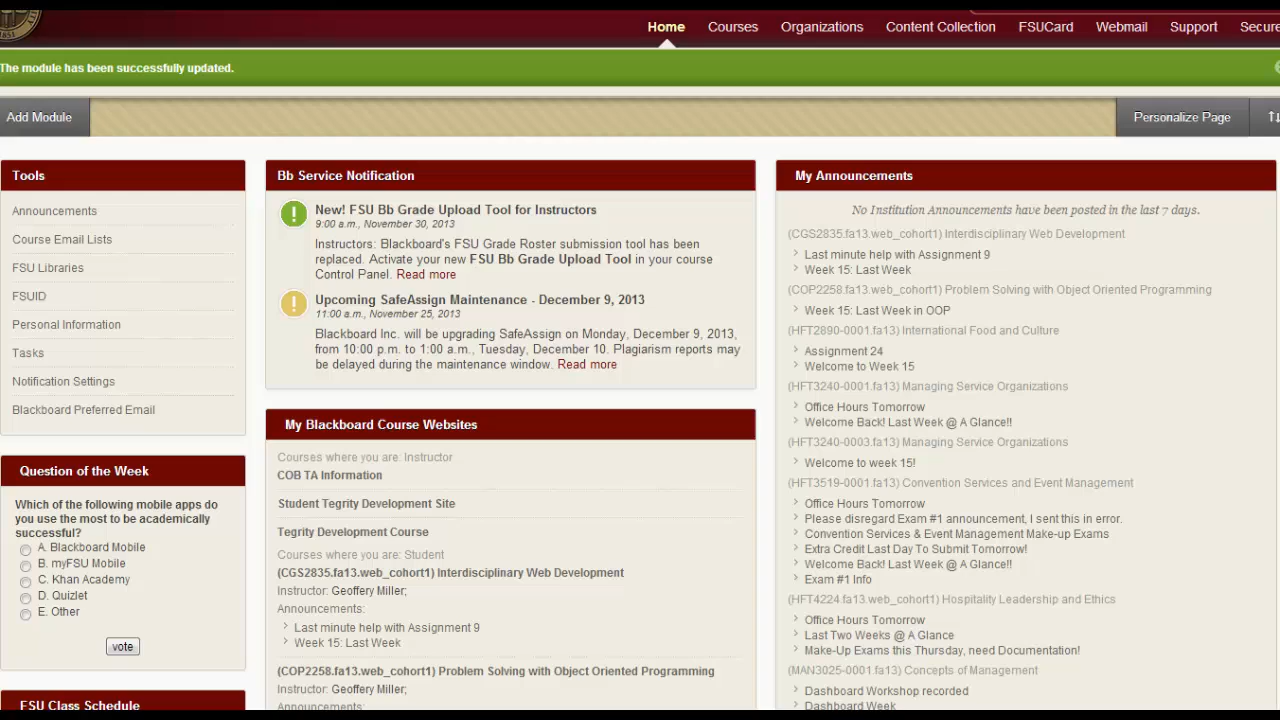 1851
Home Courses Organizations Content Collection FSUCard Webmail Support Secure
The module has been successfully updated.
Add Module
Personalize Page
Tools
Announcements
Course Email Lists
FSU Libraries
FSUID
Personal Information
Tasks
Notification Settings
Blackboard Preferred Email
Question of the Week
Which of the following mobile apps do
you use the most to be academically
successful?
A. Blackboard Mobile
B. myFSU Mobile
C. Khan Academy
D. Quizlet
E. Other
vote
FSU Class Schedule
Bb Service Notification
New! FSU Bb Grade Upload Tool for Instructors
9:00 a.m., November 30, 2013
Instructors: Blackboard's FSU Grade Roster submission tool has been
replaced. Activate your new FSU Bb Grade Upload Tool in your course
Control Panel. Read more
Upcoming SafeAssign Maintenance - December 9, 2013
11:00 a.m., November 25, 2013
Blackboard Inc. will be upgrading SafeAssign on Monday, December 9, 2013,
from 10:00 p.m. to 1:00 a.m., Tuesday, December 10. Plagiarism reports may
be delayed during the maintenance window. Read more
My Blackboard Course Websites
Courses where you are: Instructor
COB TA Information
Student Tegrity Development Site
Tegrity Development Course
Courses where you are: Student
(CGS2835.fa13.web_cohort1) Interdisciplinary Web Development
Instructor: Geoffery Miller;
Announcements:
Last minute help with Assignment 9
Week 15: Last Week
(COP2258.fa13.web_cohort1) Problem Solving with Object Oriented Programming
Instructor: Geoffery Miller;
Announcements:
My Announcements
No Institution Announcements have been posted in the last 7 days.
(CGS2835.fa13.web_cohort1) Interdisciplinary Web Development
Last minute help with Assignment 9
Week 15: Last Week
(COP2258.fa13.web_cohort1) Problem Solving with Object Oriented Programming
Week 15: Last Week in OOP
(HFT2890-0001.fa13) International Food and Culture
Assignment 24
Welcome to Week 15
(HFT3240-0001.fa13) Managing Service Organizations
Office Hours Tomorrow
Welcome Back! Last Week @ A Glance!!
(HFT3240-0003.fa13) Managing Service Organizations
Welcome to week 15!
(HFT3519-0001.fa13) Convention Services and Event Management
Office Hours Tomorrow
Please disregard Exam #1 announcement, I sent this in error.
Convention Services & Event Management Make-up Exams
Extra Credit Last Day To Submit Tomorrow!
Welcome Back! Last Week @ A Glance!!
Exam #1 Info
(HFT4224.fa13.web_cohort1) Hospitality Leadership and Ethics
Office Hours Tomorrow
Last Two Weeks @ A Glance
Make-Up Exams this Thursday, need Documentation!
(MAN3025-0001.fa13) Concepts of Management
Dashboard Workshop recorded
Dashboard Week